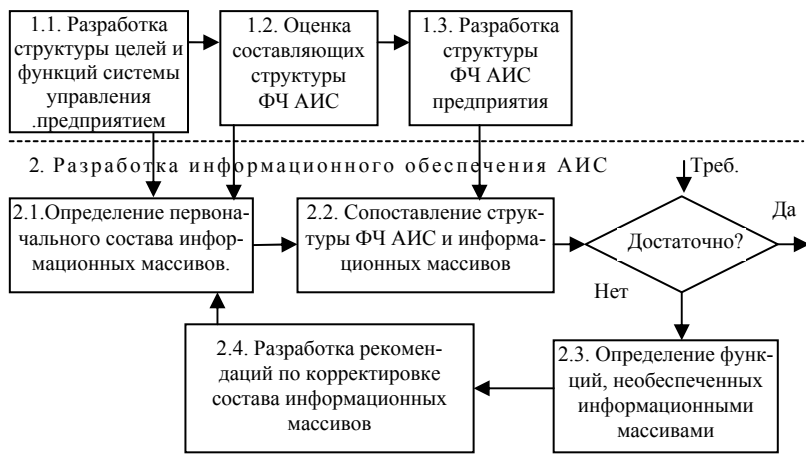 1.1. Разработка
структуры целей и
функций системы
управления
.предприятием
1.2. Оценка
составляющих
структуры
ФЧ АИС
1.3. Разработка
структуры
ФЧ АИС
предприятия
2. Разработка информационного обеспечения АИС
Треб.
2.1.Определение первона-
чального состава инфор-
мационных массивов.
2.2. Сопоставление струк-
туры ФЧ АИС и информа-
ционных массивов
Достаточно?
Да
Нет
2.4. Разработка рекомен-
даций по корректировке
состава информационных
массивов
2.3. Определение функ-
ций, необеспеченных
информационными
массивами